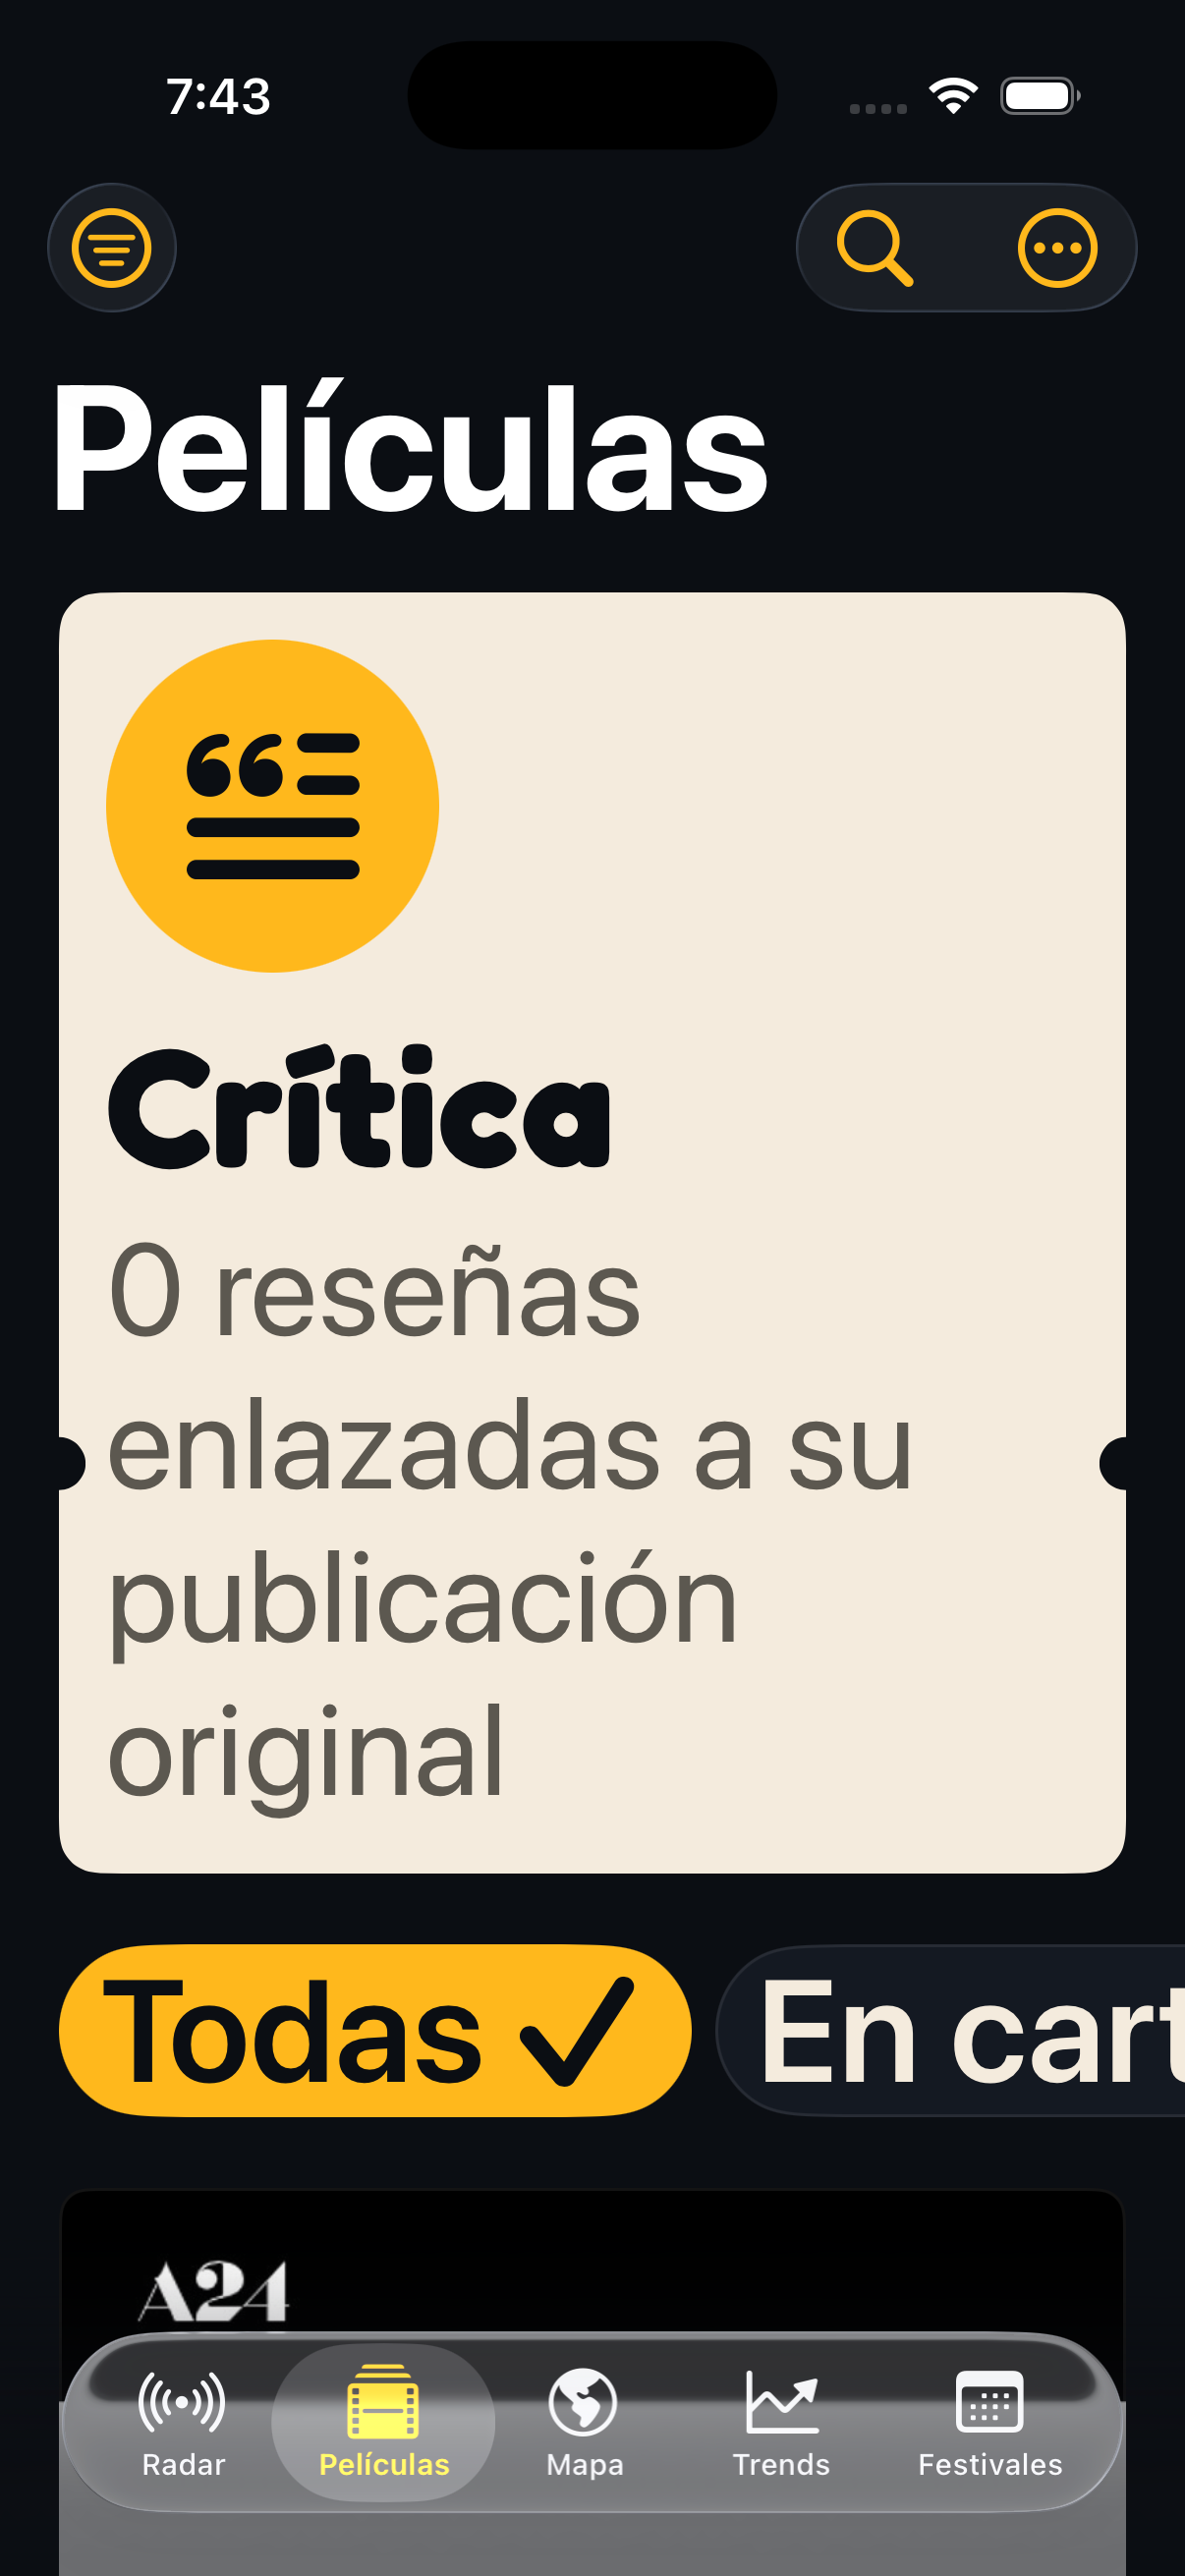 7:43
Películas
Crítica
0 reseñas
enlazadas a su
publicación
original
Todas
En cart
A24
Radar
Películas
Mapa
Trends
Festivales